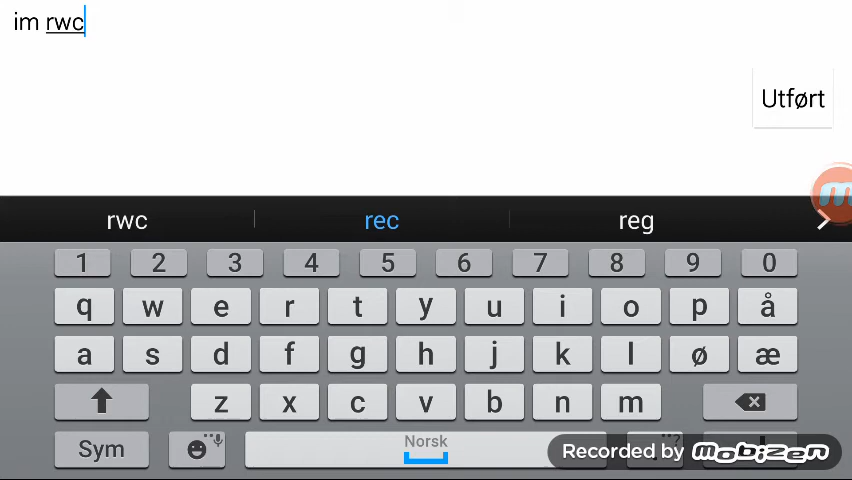 im rwc
Utført
rwc rec reg
1 2 3 4 5 6 7 8 9 0
q w e r t y u i o p å
a s d f g h j k l ø æ
z x c v b n m
Sym Norsk
Recorded by mobizen